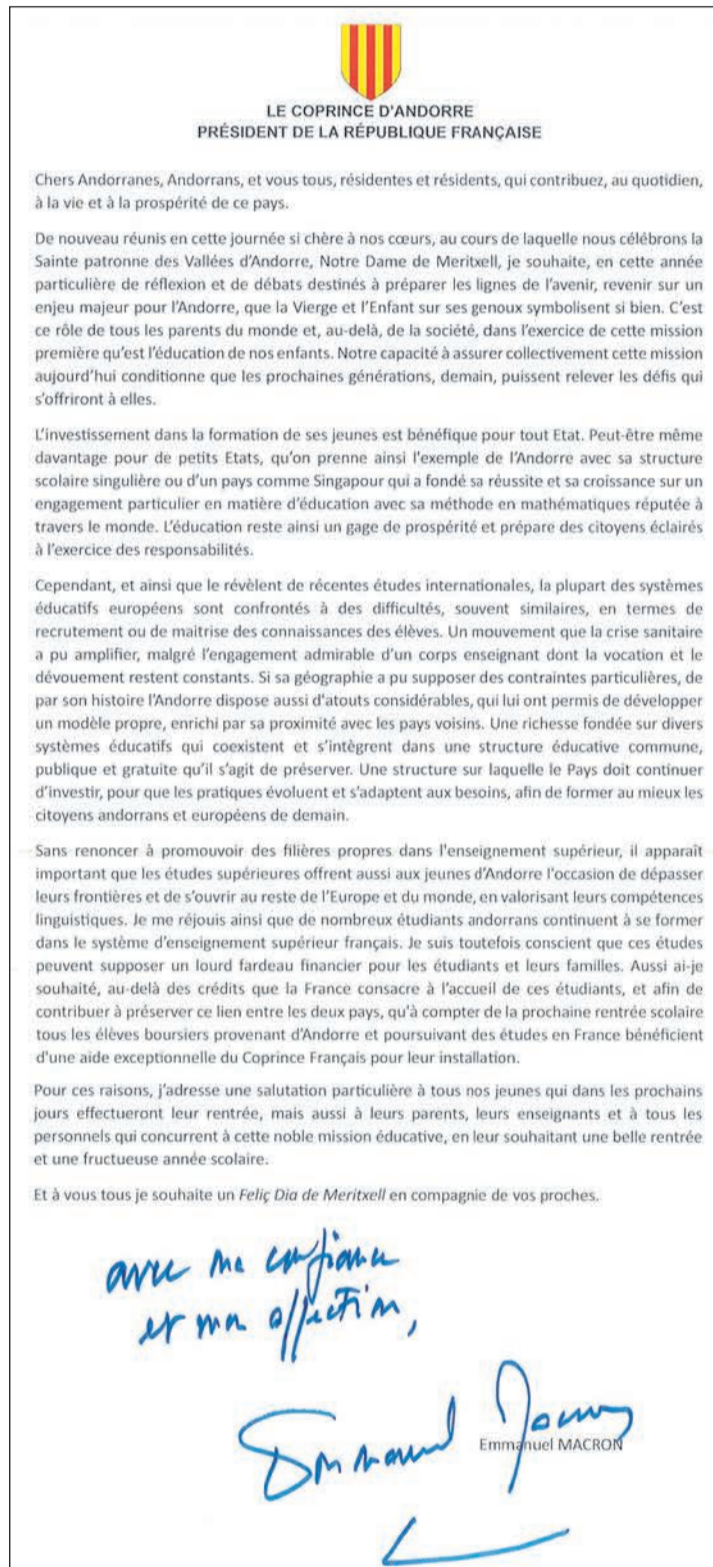 LE COPRINCE D'ANDORRE
PRÉSIDENT DE LA RÉPUBLIQUE FRANÇAISE
Chers Andorranes, Andorrans, et vous tous, résidentes et résidents, qui contribuez, au quotidien,
à la vie et à la prospérité de ce pays.
De nouveau réunis en cette journée si chère à nos cœurs, au cours de laquelle nous célébrons la
Sainte patronne des Vallées d'Andorre, Notre Dame de Meritxell, je souhaite, en cette année
particulière de réflexion et de débats destinés à préparer les lignes de l'avenir, revenir sur un
enjeu majeur pour l'Andorre, que la Vierge et l'Enfant sur ses genoux symbolisent si bien. C'est
ce rôle de tous les parents du monde et, au-delà, de la société, dans l'exercice de cette mission
première qu'est l'éducation de nos enfants. Notre capacité à assurer collectivement cette mission
aujourd'hui conditionne que les prochaines générations, demain, puissent relever les défis qui
s'offriront à elles.
L'investissement dans la formation de ses jeunes est bénéfique pour tout Etat. Peut-être même
davantage pour de petits Etats, qu'on prenne ainsi l'exemple de l'Andorre avec sa structure
scolaire singulière ou d'un pays comme Singapour qui a fondé sa réussite et sa croissance sur un
engagement particulier en matière d'éducation avec sa méthode en mathématiques réputée à
travers le monde. L'éducation reste ainsi un gage de prospérité et prépare des citoyens éclairés
à l'exercice des responsabilités.
Cependant, et ainsi que le révèlent de récentes études internationales, la plupart des systèmes
éducatifs européens sont confrontés à des difficultés, souvent similaires, en termes de
recrutement ou de maitrise des connaissances des élèves. Un mouvement que la crise sanitaire
a pu amplifier, malgré l'engagement admirable d'un corps enseignant dont la vocation et le
dévouement restent constants. Si sa géographie a pu supposer des contraintes particulières, de
par son histoire l'Andorre dispose aussi d'atouts considérables, qui lui ont permis de développer
un modèle propre, enrichi par sa proximité avec les pays voisins. Une richesse fondée sur divers
systèmes éducatifs qui coexistent et s'intègrent dans une structure éducative commune,
publique et gratuite qu'il s'agit de préserver. Une structure sur laquelle le Pays doit continuer
d'investir, pour que les pratiques évoluent et s'adaptent aux besoins, afin de former au mieux les
citoyens andorrans et européens de demain.
Sans renoncer à promouvoir des filières propres dans l'enseignement supérieur, il apparaît
important que les études supérieures offrent aussi aux jeunes d'Andorre l'occasion de dépasser
leurs frontières et de s'ouvrir au reste de l'Europe et du monde, en valorisant leurs compétences
linguistiques. Je me réjouis ainsi que de nombreux étudiants andorrans continuent à se former
dans le système d'enseignement supérieur français. Je suis toutefois conscient que ces études
peuvent supposer un lourd fardeau financier pour les étudiants et leurs familles. Aussi ai-je
souhaité, au-delà des crédits que la France consacre à l'accueil de ces étudiants, et afin de
contribuer à préserver ce lien entre les deux pays, qu'à compter de la prochaine rentrée scolaire
tous les élèves boursiers provenant d'Andorre et poursuivant des études en France bénéficient
d'une aide exceptionnelle du Coprince Français pour leur installation.
Pour ces raisons, j'adresse une salutation particulière à tous nos jeunes qui dans les prochains
jours effectueront leur rentrée, mais aussi à leurs parents, leurs enseignants et à tous les
personnels qui concurrent à cette noble mission éducative, en leur souhaitant une belle rentrée
et une fructueuse année scolaire.
Et à vous tous je souhaite un Feliç Dia de Meritxell en compagnie de vos proches.
avec ma confiance
et mon affection,
Emmanuel Macron
Emmanuel MACRON